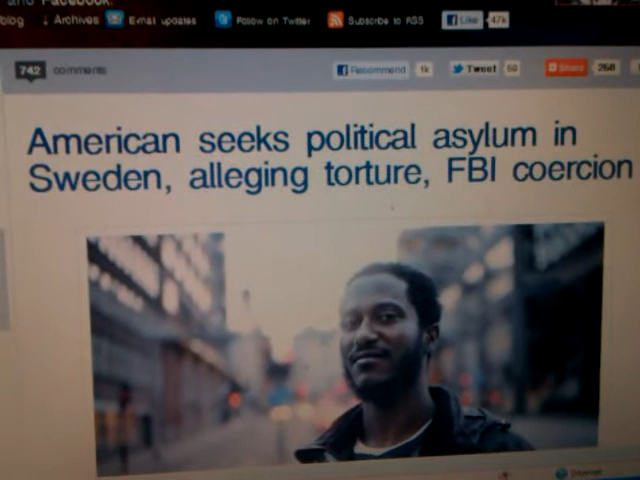 and Facebook.
blog Archives E-mail updates Follow on Twitter Subscribe to RSS Like 47k
742 comments Recommend 1k Tweet 50 Share 258
American seeks political asylum in
Sweden, alleging torture, FBI coercion
Internet